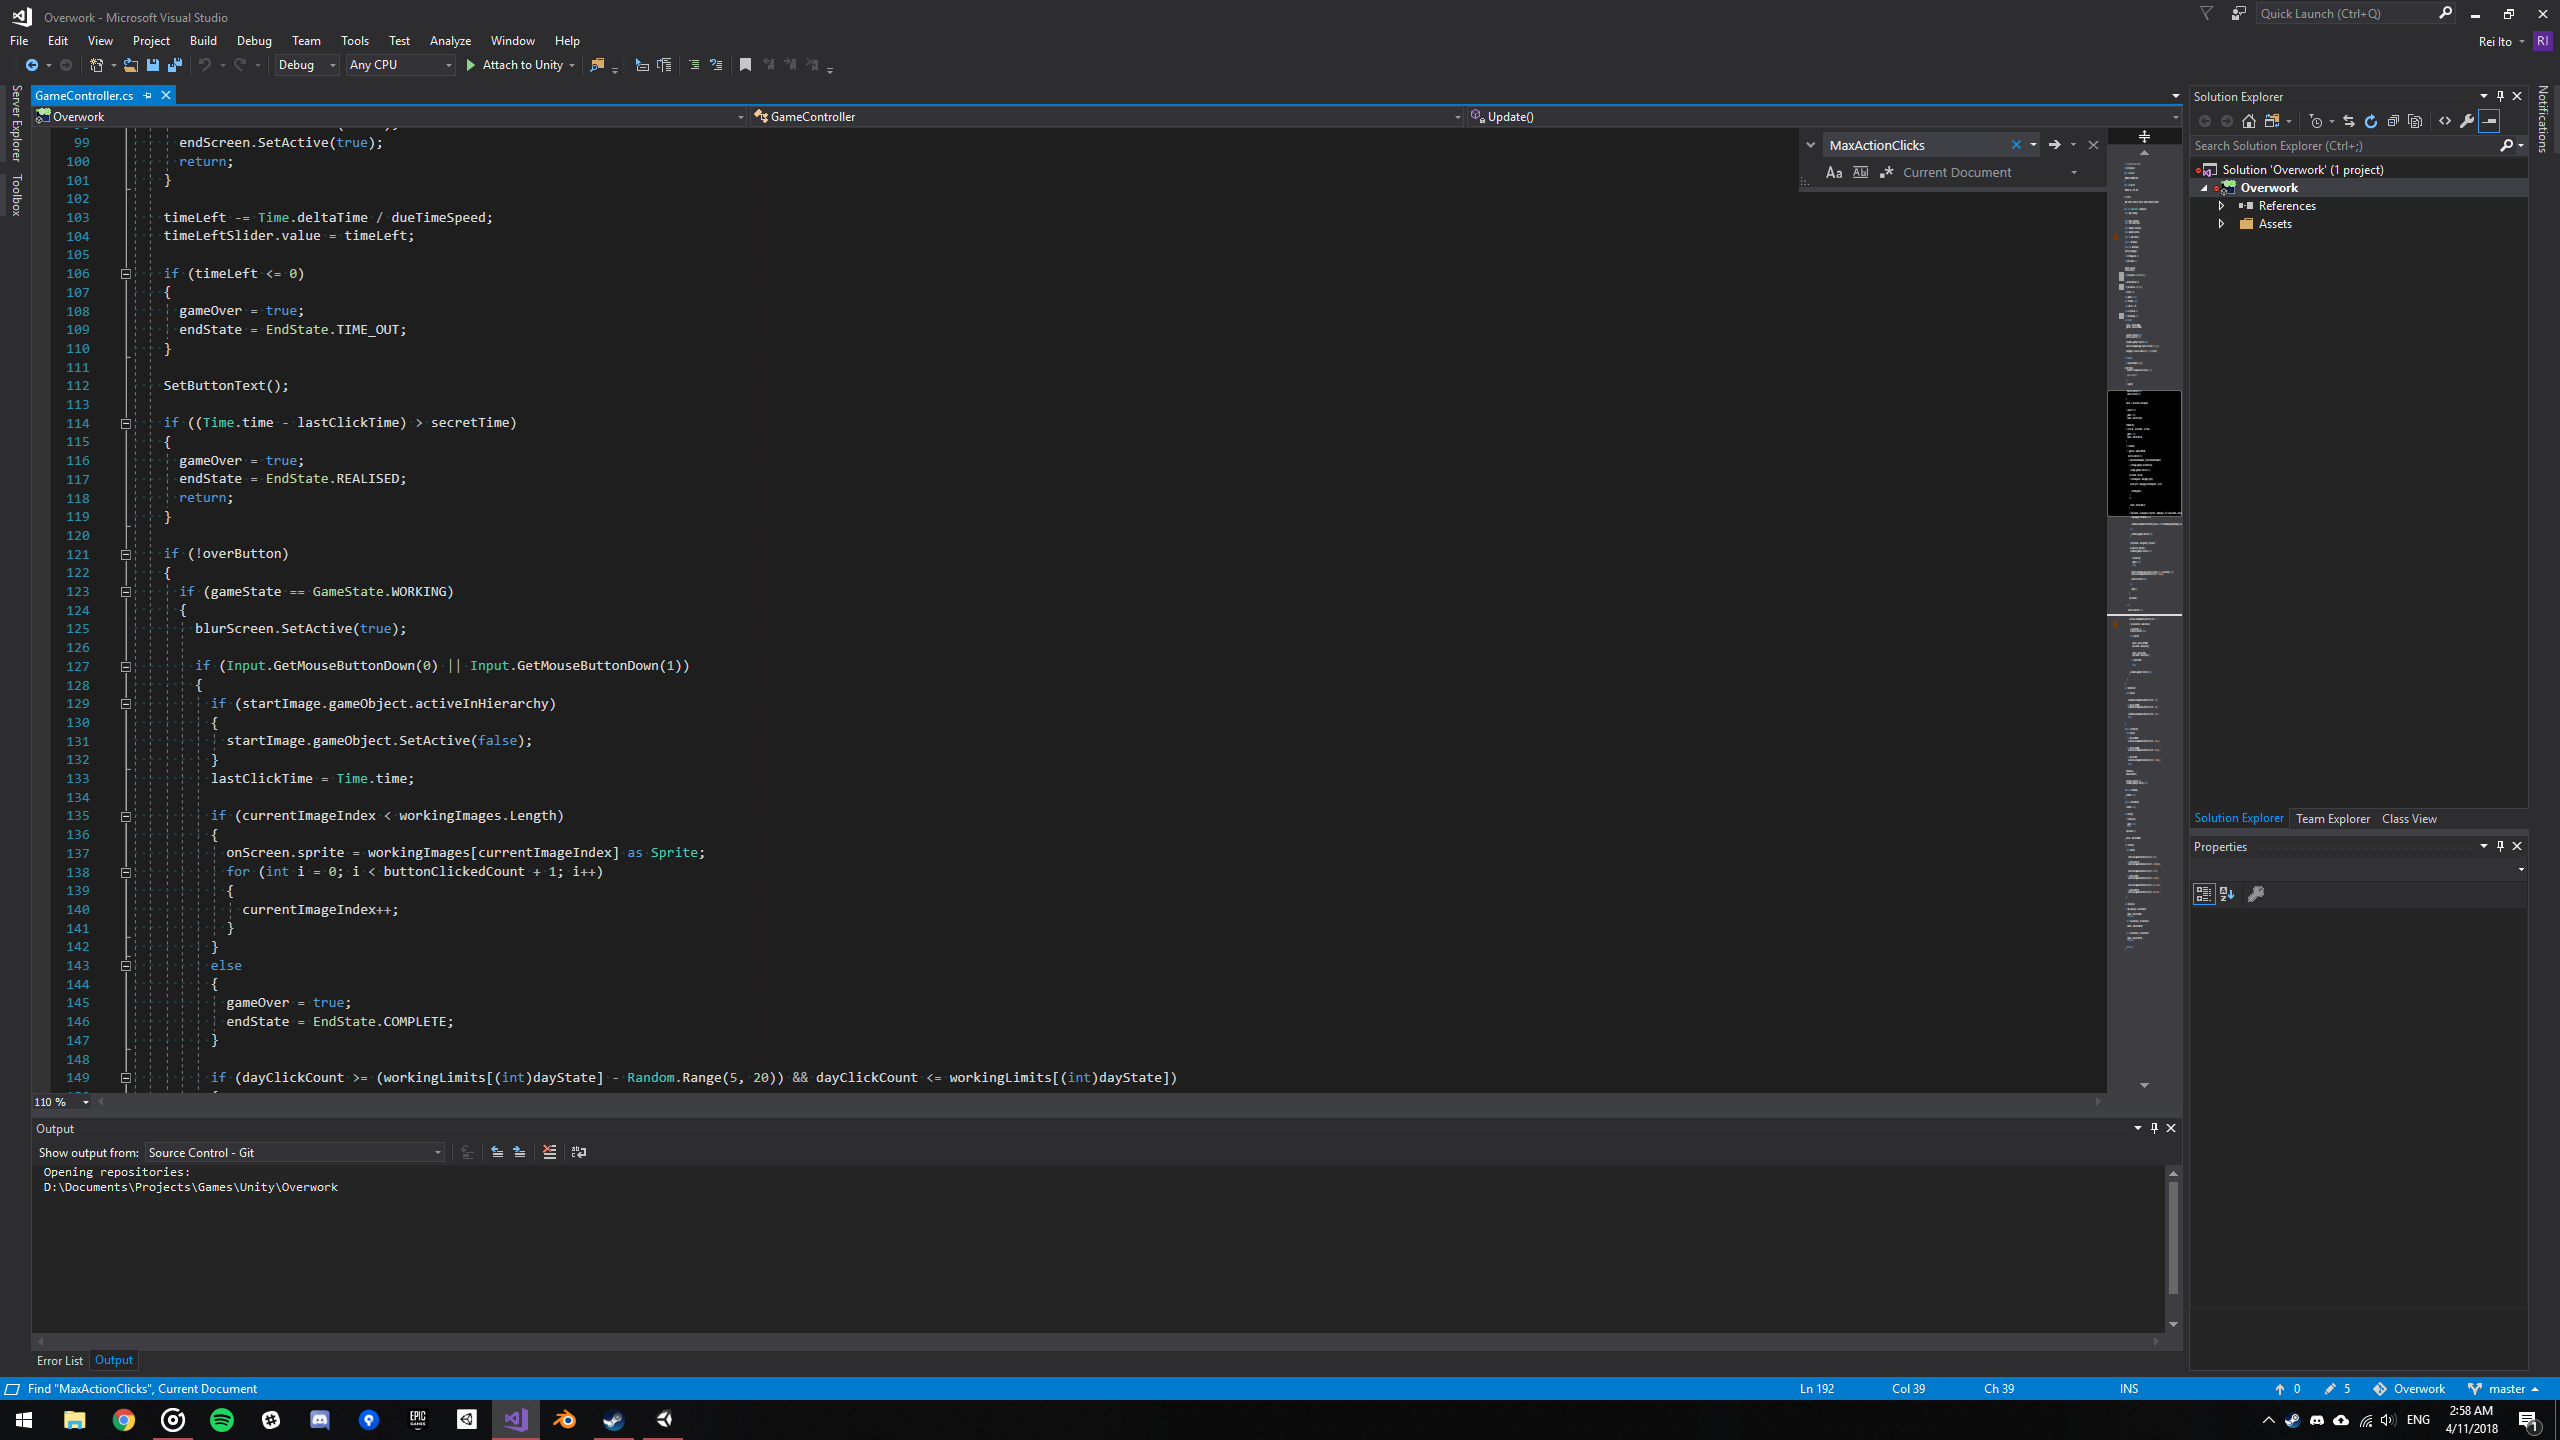 Overwork - Microsoft Visual Studio
Quick Launch (Ctrl+Q)
File Edit View Project Build Debug Team Tools Test Analyze Window Help
Rei Ito RI
Debug Any CPU Attach to Unity
Server Explorer
Toolbox
Notifications
GameController.cs
Overwork GameController Update()
MaxActionClicks
Aa Ab Current Document
99 endScreen.SetActive(true);
100 return;
101 }
102
103 timeLeft -= Time.deltaTime / dueTimeSpeed;
104 timeLeftSlider.value = timeLeft;
105
106 if (timeLeft <= 0)
107 {
108 gameOver = true;
109 endState = EndState.TIME_OUT;
110 }
111
112 SetButtonText();
113
114 if ((Time.time - lastClickTime) > secretTime)
115 {
116 gameOver = true;
117 endState = EndState.REALISED;
118 return;
119 }
120
121 if (!overButton)
122 {
123 if (gameState == GameState.WORKING)
124 {
125 blurScreen.SetActive(true);
126
127 if (Input.GetMouseButtonDown(0) || Input.GetMouseButtonDown(1))
128 {
129 if (startImage.gameObject.activeInHierarchy)
130 {
131 startImage.gameObject.SetActive(false);
132 }
133 lastClickTime = Time.time;
134
135 if (currentImageIndex < workingImages.Length)
136 {
137 onScreen.sprite = workingImages[currentImageIndex] as Sprite;
138 for (int i = 0; i < buttonClickedCount + 1; i++)
139 {
140 currentImageIndex++;
141 }
142 }
143 else
144 {
145 gameOver = true;
146 endState = EndState.COMPLETE;
147 }
148
149 if (dayClickCount >= (workingLimits[(int)dayState] - Random.Range(5, 20)) && dayClickCount <= workingLimits[(int)dayState])
110 %
Solution Explorer
Search Solution Explorer (Ctrl+;)
Solution 'Overwork' (1 project)
Overwork
References
Assets
Solution Explorer Team Explorer Class View
Properties
Output
Show output from: Source Control - Git
Opening repositories:
D:\Documents\Projects\Games\Unity\Overwork
Error List Output
Find "MaxActionClicks", Current Document Ln 192 Col 39 Ch 39 INS 0 5 Overwork master
EPIC GAMES
ENG
2:58 AM
4/11/2018
1